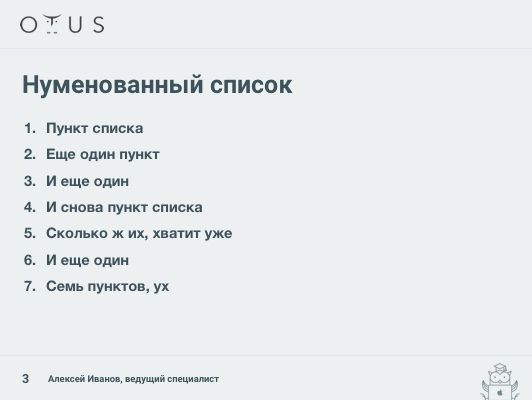 OTUS
Нуменованный список
1. Пункт списка
2. Еще один пункт
3. И еще один
4. И снова пункт списка
5. Сколько ж их, хватит уже
6. И еще один
7. Семь пунктов, ух
3 Алексей Иванов, ведущий специалист